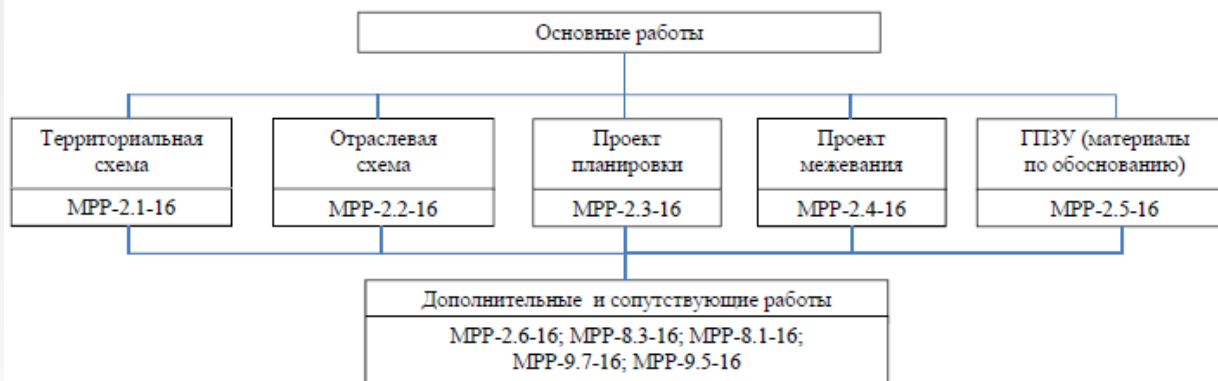 Основные работы
Территориальная
схема
МРР-2.1-16
Отраслевая
схема
МРР-2.2-16
Проект
планировки
МРР-2.3-16
Проект
межевания
МРР-2.4-16
ГПЗУ (материалы
по обоснованию)
МРР-2.5-16
Дополнительные и сопутствующие работы
МРР-2.6-16; МРР-8.3-16; МРР-8.1-16;
МРР-9.7-16; МРР-9.5-16